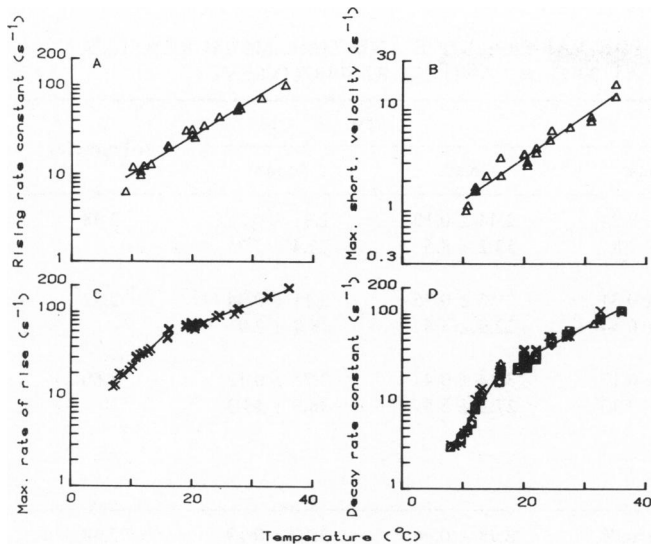 A
Rising rate constant (s⁻¹)
200
100
10
1
B
Max. short. velocity (s⁻¹)
30
10
1
0.3
C
Max. rate of rise (s⁻¹)
200
100
10
1
0
20
40
D
Decay rate constant (s⁻¹)
200
100
10
1
0
20
40
Temperature (°C)